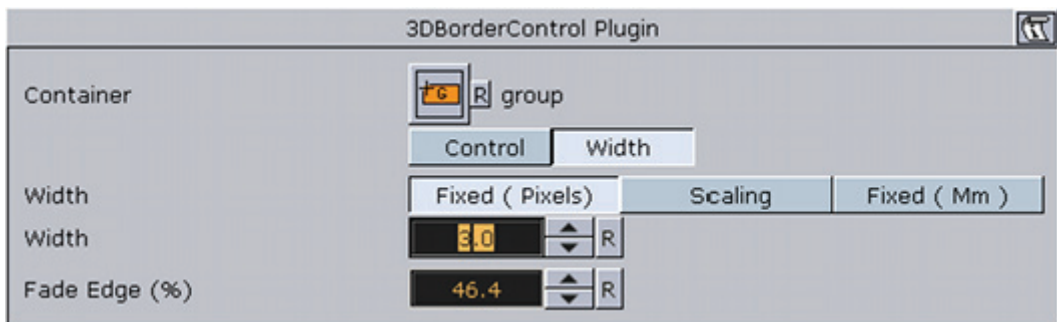 3DBorderControl Plugin
Container G R group
Control Width
Width Fixed ( Pixels) Scaling Fixed ( Mm )
Width 3.0 R
Fade Edge (%) 46.4 R